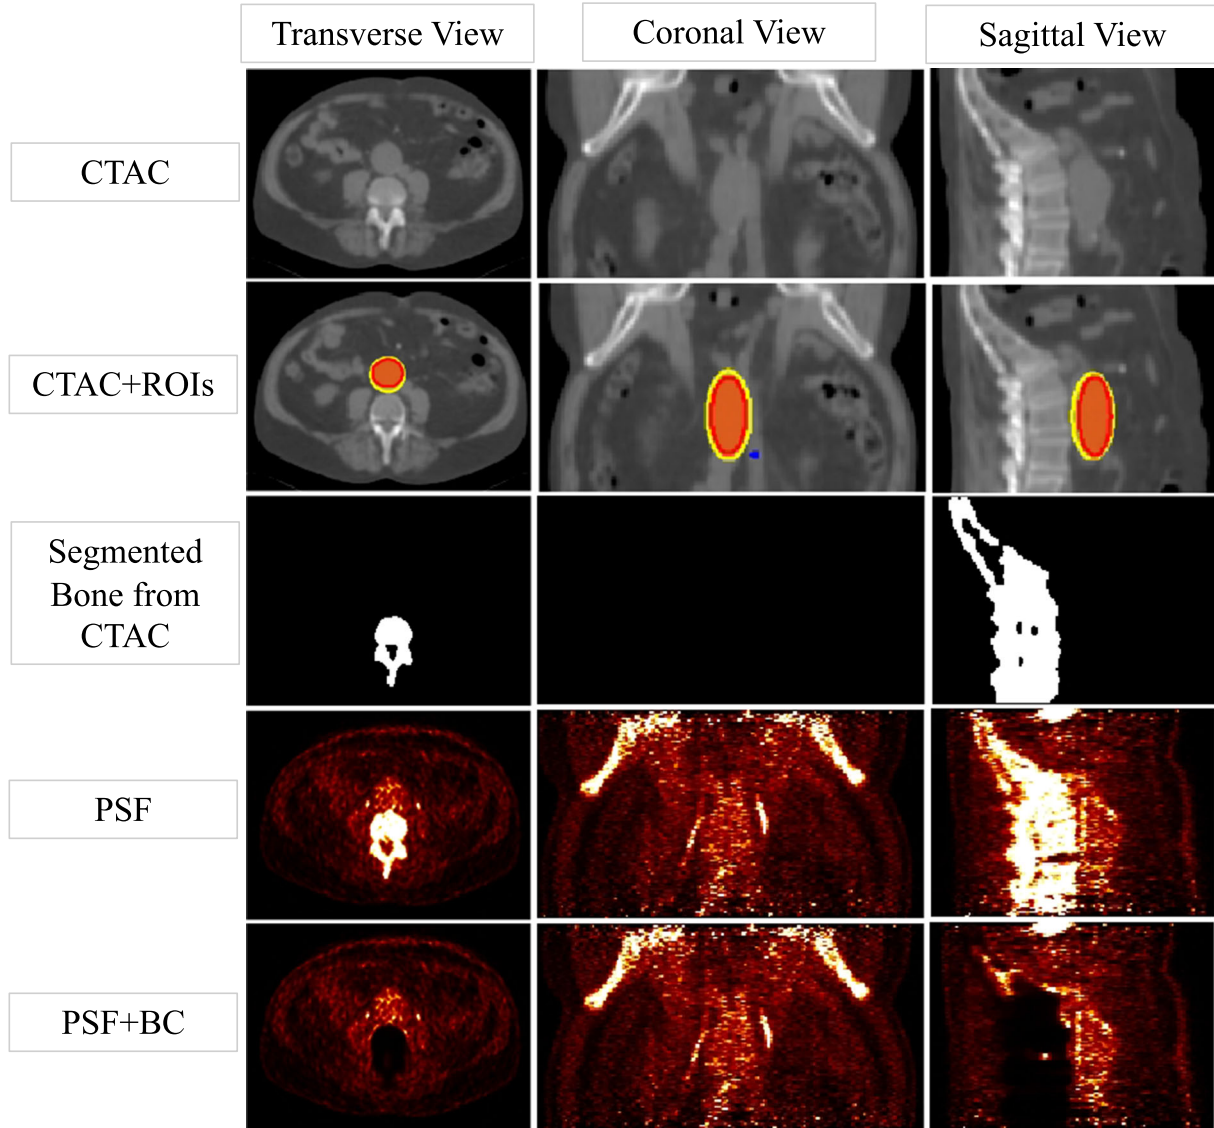 Transverse View
Coronal View
Sagittal View
CTAC
CTAC+ROIs
Segmented
Bone from
CTAC
PSF
PSF+BC